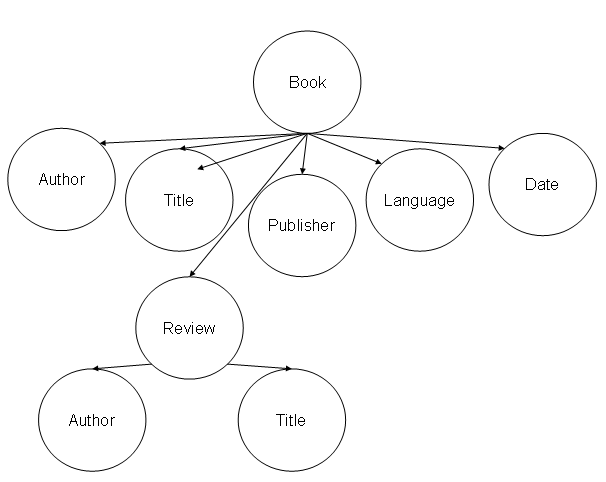 Book
Author
Title
Publisher
Language
Date
Review
Author
Title